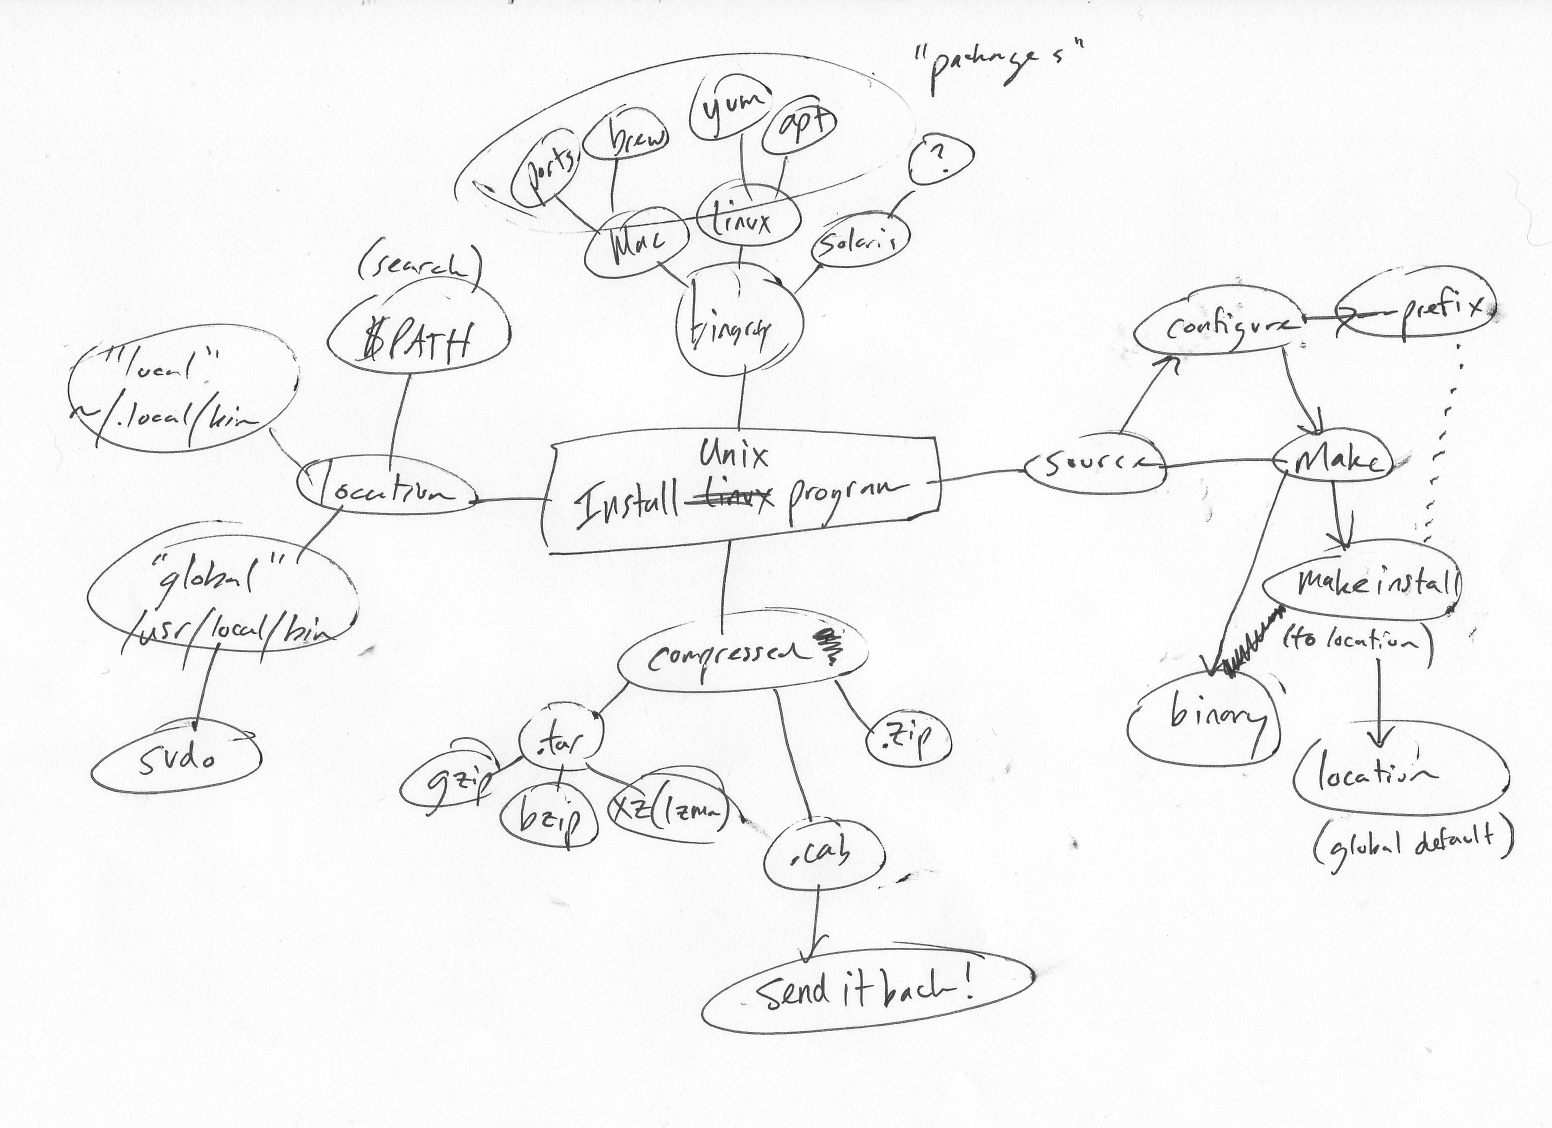 "packages"
yum
apt
brew
ports
?
linux
Mac
solaris
(search)
binary
$PATH
configure
--prefix
"local"
~/.local/bin
Unix
Install linux program
location
source
Make
"global"
/usr/local/bin
make install
(to location)
compressed
binary
.tar
.zip
sudo
gzip
bzip
xz(lzma)
location
(global default)
.cab
Send it back!